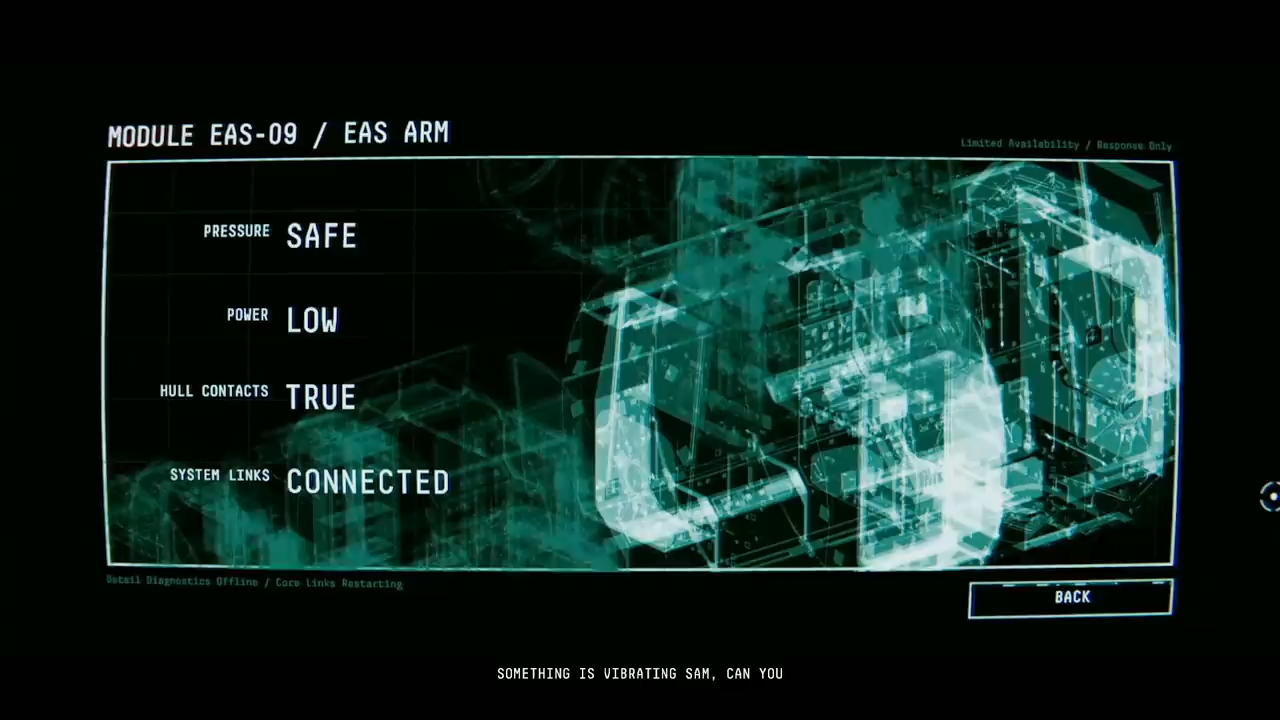 MODULE EAS-09 / EAS ARM
Limited Availability / Response Only
PRESSURE SAFE
POWER LOW
HULL CONTACTS TRUE
SYSTEM LINKS CONNECTED
Detail Diagnostics Offline / Core Links Restarting
BACK
SOMETHING IS VIBRATING SAM, CAN YOU